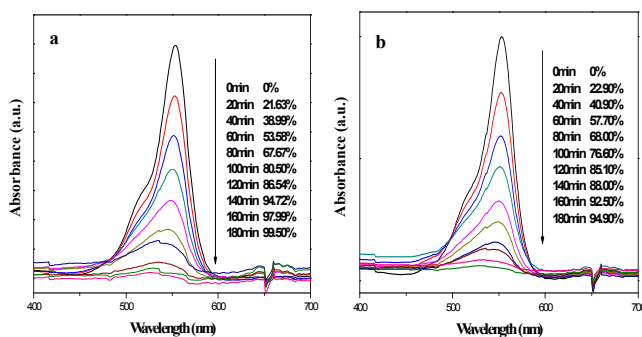 a
0min 0%
20min 21.63%
40min 38.99%
60min 53.58%
80min 67.67%
100min 80.50%
120min 86.54%
140min 94.72%
160min 97.99%
180min 99.50%
Absorbance (a.u.)
400 500 600 700
Wavelength (nm)
b
0min 0%
20min 22.90%
40min 40.90%
60min 57.70%
80min 68.00%
100min 76.60%
120min 85.10%
140min 88.00%
160min 92.50%
180min 94.90%
Absorbance (a.u.)
400 500 600 700
Wavelength (nm)